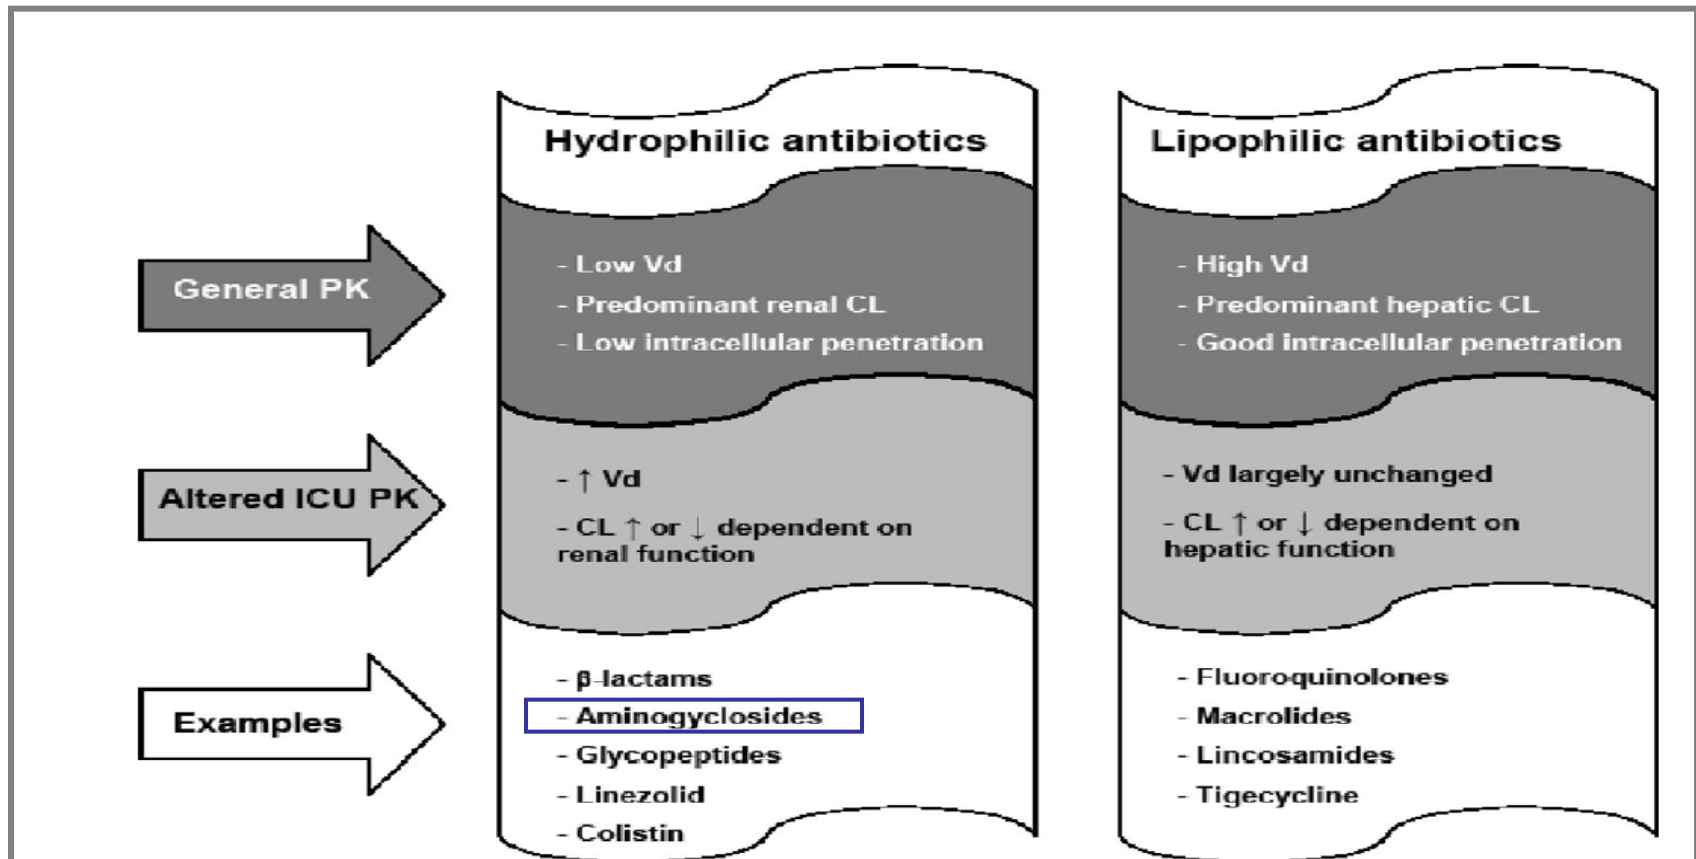 Hydrophilic antibiotics
Lipophilic antibiotics
General PK
- Low Vd
- Predominant renal CL
- Low intracellular penetration
- High Vd
- Predominant hepatic CL
- Good intracellular penetration
Altered ICU PK
- ↑ Vd
- CL ↑ or ↓ dependent on
renal function
- Vd largely unchanged
- CL ↑ or ↓ dependent on
hepatic function
Examples
- β-lactams
- Aminogyclosides
- Glycopeptides
- Linezolid
- Colistin
- Fluoroquinolones
- Macrolides
- Lincosamides
- Tigecycline